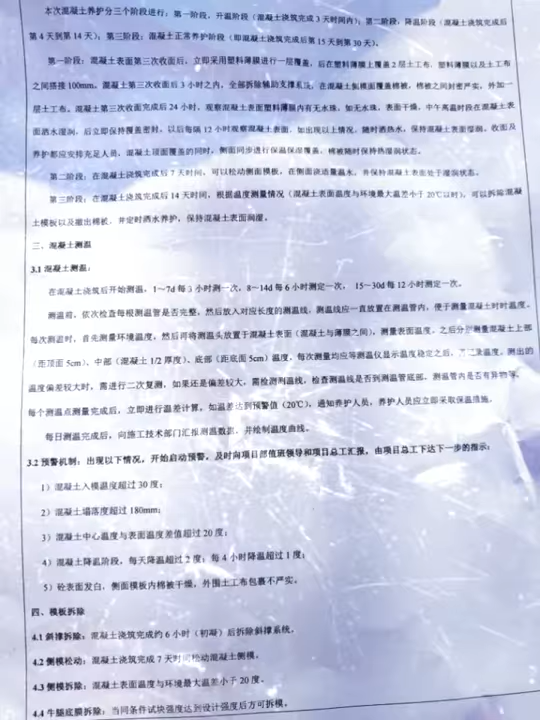 本次混凝土养护分三个阶段进行：第一阶段，升温阶段（混凝土浇筑完成3天时间内）；第二阶段，降温阶段（混凝土浇筑完成后
第4天到第14天）；第三阶段：混凝土正常养护阶段（即混凝土浇筑完成后第15天到第30天）。
第一阶段：混凝土表面第三次收面后，立即采用塑料薄膜进行一层覆盖，后在塑料薄膜上覆盖2层土工布，塑料薄膜以及土工布
之间搭接100mm。混凝土第三次收面后3小时之内，全部拆除辅助支撑系统，在混凝土侧模面覆盖棉被，棉被之间封密严实，外加一
层土工布。混凝土第三次收面完成后24小时，观察混凝土表面塑料薄膜内有无水珠，如无水珠，表面干燥，中午高温时段在混凝土表
面洒水湿润，后立即保持覆盖密封，以后每隔12小时观察混凝土表面，如出现以上情况，随时洒热水，保持混凝土表面湿润。收面及
养护都应安排充足人员，混凝土顶面覆盖的同时，侧面同步进行保温保湿覆盖，棉被随时保持热湿润状态。
第二阶段：在混凝土浇筑完成后7天时间，可以松动侧面模板，在侧面浇适量温水，并保持混凝土表面处于湿润状态。
第三阶段：在混凝土浇筑完成后14天时间，根据温度测量情况（混凝土表面温度与环境最大温差小于20℃以时），可以拆除混凝
土模板以及撤出棉被，并定时洒水养护，保持混凝土表面润湿。
三、混凝土测温
3.1 混凝土测温：
在混凝土浇筑后开始测温，1～7d每3小时测一次，8～14d每6小时测定一次，15～30d每12小时测定一次。
测温前，依次检查每根测温管是否完整，然后放入对应长度的测温线，测温线应一直放置在测温管内，便于测量混凝土时时温度。
每次测温时，首先测量环境温度，然后再将测温头放置于混凝土表面（混凝土与薄膜之间），测量表面温度，之后分别测量混凝土上部
（距顶面5cm）、中部（混凝土1/2厚度）、底部（距底面5cm）温度，每次测量均应等测温仪显示温度稳定之后，方记录温度，测出的
温度偏差较大时，需进行二次复测，如果还是偏差较大，需检测测温线，检查测温线是否到测温管底部，测温管内是否有异物等。
每个测温点测量完成后，立即进行温差计算，如温差达到预警值（20℃），通知养护人员，养护人员应立即采取保温措施。
每日测温完成后，向施工技术部门汇报测温数据，并绘制温度曲线。
3.2 预警机制：出现以下情况，开始启动预警，及时向项目部值班领导和项目总工汇报，由项目总工下达下一步的指示：
1）混凝土入模温度超过30度；
2）混凝土塌落度超过180mm；
3）混凝土中心温度与表面温度差值超过20度；
4）混凝土降温阶段，每天降温超过2度；每4小时降温超过1度；
5）砼表面发白，侧面模板内棉被干燥，外围土工布包裹不严实。
四、模板拆除
4.1 斜撑拆除：混凝土浇筑完成约6小时（初凝）后拆除斜撑系统。
4.2 侧模松动：混凝土浇筑完成7天时间松动混凝土侧模。
4.3 侧模拆除：混凝土表面温度与环境最大温差小于20度。
4.4 牛腿底膜拆除：当同条件试块强度达到设计强度后方可拆模。